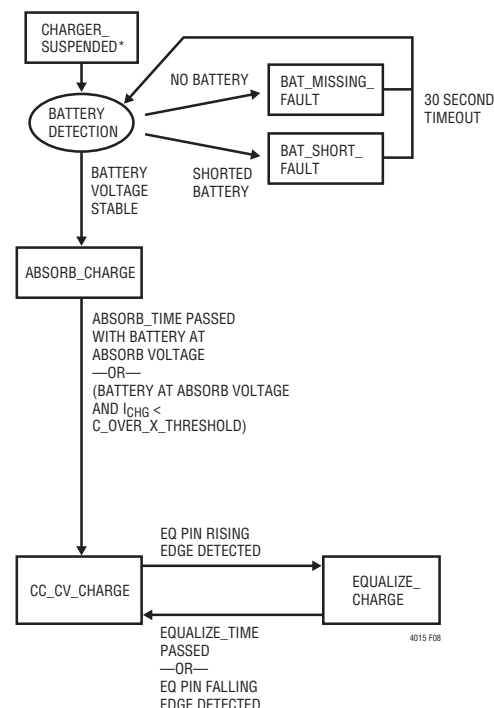 CHARGER_
SUSPENDED*
NO BATTERY
BAT_MISSING_
FAULT
30 SECOND
TIMEOUT
BATTERY
DETECTION
BAT_SHORT_
FAULT
BATTERY
VOLTAGE
STABLE
SHORTED
BATTERY
ABSORB_CHARGE
ABSORB_TIME PASSED
WITH BATTERY AT
ABSORB VOLTAGE
—OR—
(BATTERY AT ABSORB VOLTAGE
AND ICHG <
C_OVER_X_THRESHOLD)
EQ PIN RISING
EDGE DETECTED
CC_CV_CHARGE
EQUALIZE_
CHARGE
4015 F08
EQUALIZE_TIME
PASSED
—OR—
EQ PIN FALLING
EDGE DETECTED